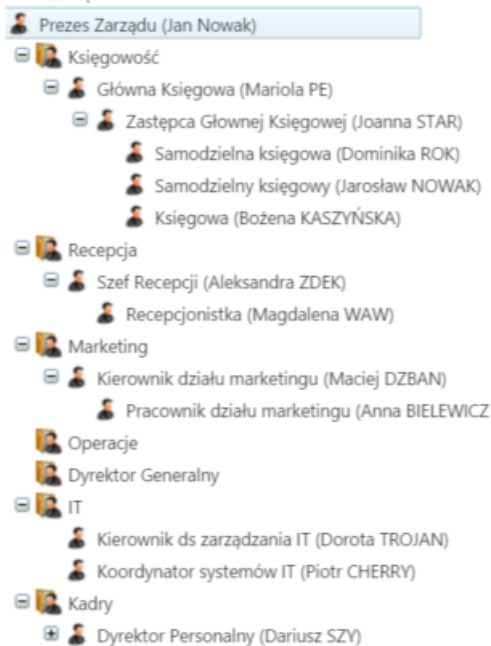 Prezes Zarządu (Jan Nowak)
Księgowość
Główna Księgowa (Mariola PE)
Zastępca Głownej Księgowej (Joanna STAR)
Samodzielna księgowa (Dominika ROK)
Samodzielny księgowy (Jarosław NOWAK)
Księgowa (Bożena KASZYŃSKA)
Recepcja
Szef Recepcji (Aleksandra ZDEK)
Recepcjonistka (Magdalena WAW)
Marketing
Kierownik działu marketingu (Maciej DZBAN)
Pracownik działu marketingu (Anna BIELEWICZ
Operacje
Dyrektor Generalny
IT
Kierownik ds zarządzania IT (Dorota TROJAN)
Koordynator systemów IT (Piotr CHERRY)
Kadry
Dyrektor Personalny (Dariusz SZY)